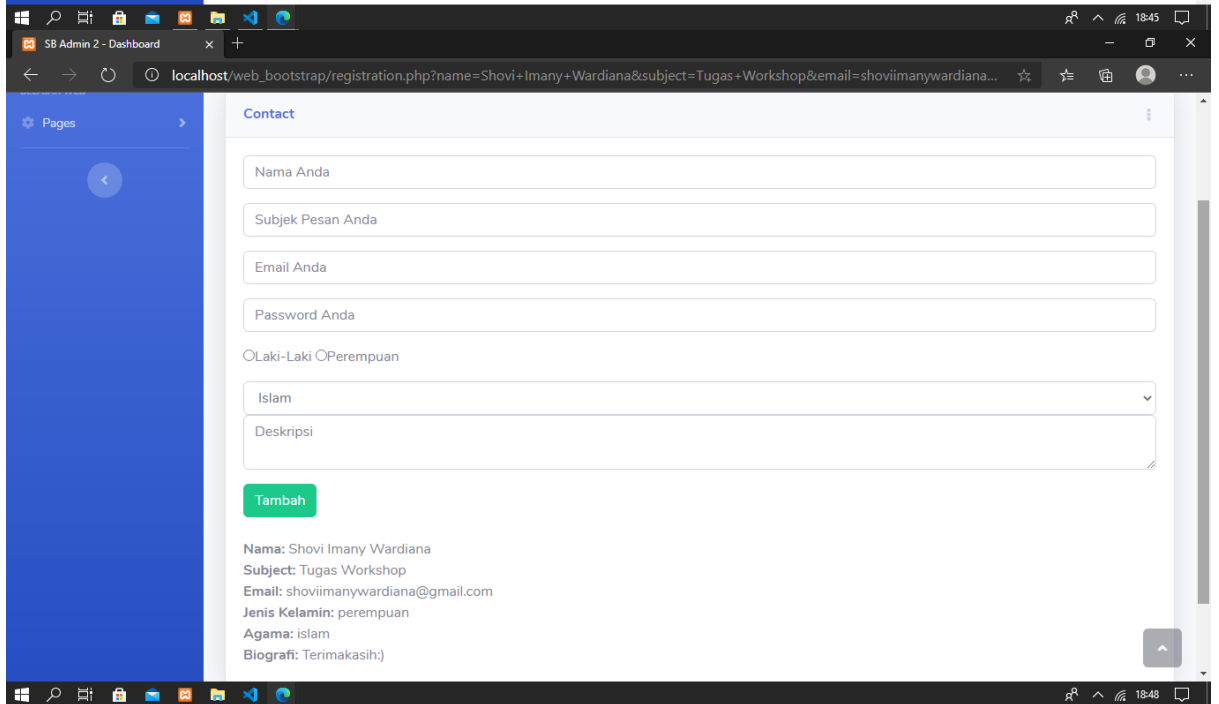 18:45
SB Admin 2 - Dashboard
localhost/web_bootstrap/registration.php?name=Shovi+Imany+Wardiana&subject=Tugas+Workshop&email=shoviimanywardiana...
Pages
Contact
Nama Anda
Subjek Pesan Anda
Email Anda
Password Anda
Laki-Laki Perempuan
Islam
Deskripsi
Tambah
Nama: Shovi Imany Wardiana
Subject: Tugas Workshop
Email: shoviimanywardiana@gmail.com
Jenis Kelamin: perempuan
Agama: islam
Biografi: Terimakasih:)
18:48